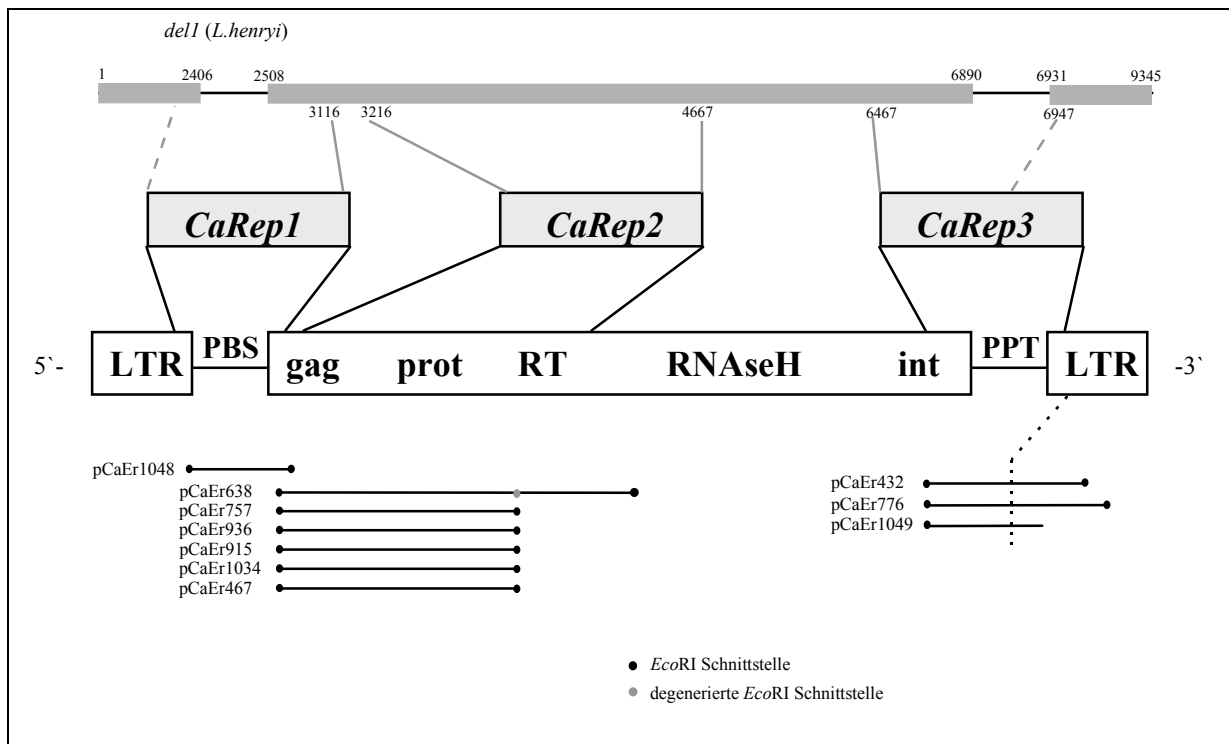 del1 (L.henryi)
1 2406 2508 6890 6931 9345
3116 3216 4667 6467 6947
CaRep1 CaRep2 CaRep3
5`- LTR PBS gag prot RT RNAseH int PPT LTR -3`
pCaEr1048
pCaEr638
pCaEr757
pCaEr936
pCaEr915
pCaEr1034
pCaEr467
pCaEr432
pCaEr776
pCaEr1049
EcoRI Schnittstelle
degenerierte EcoRI Schnittstelle